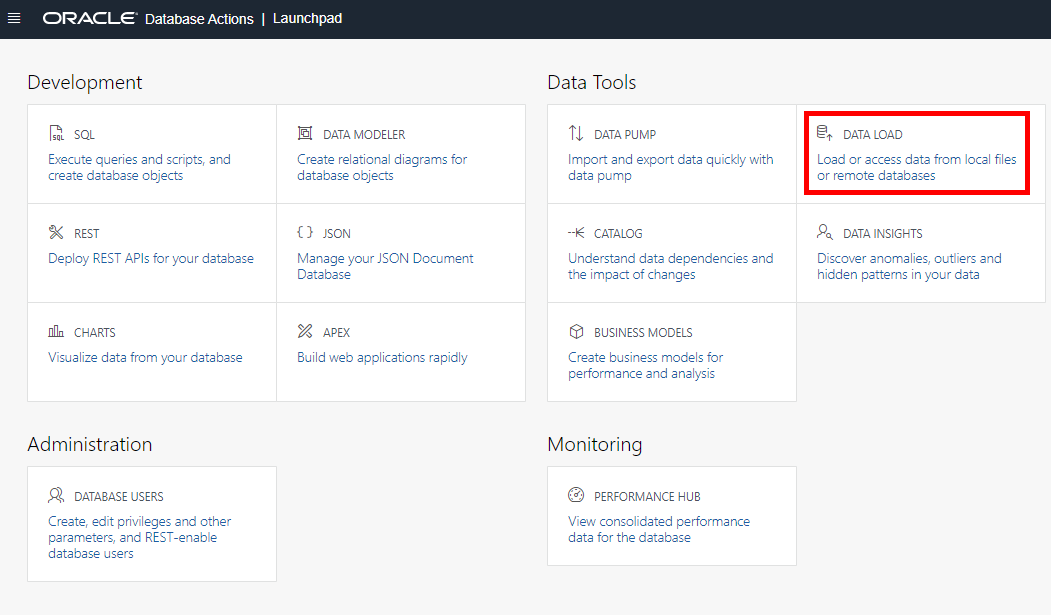 ORACLE Database Actions | Launchpad
Development
SQL
Execute queries and scripts, and
create database objects
DATA MODELER
Create relational diagrams for
database objects
REST
Deploy REST APIs for your database
{ } JSON
Manage your JSON Document
Database
CHARTS
Visualize data from your database
APEX
Build web applications rapidly
Data Tools
DATA PUMP
Import and export data quickly with
data pump
DATA LOAD
Load or access data from local files
or remote databases
CATALOG
Understand data dependencies and
the impact of changes
DATA INSIGHTS
Discover anomalies, outliers and
hidden patterns in your data
BUSINESS MODELS
Create business models for
performance and analysis
Administration
DATABASE USERS
Create, edit privileges and other
parameters, and REST-enable
database users
Monitoring
PERFORMANCE HUB
View consolidated performance
data for the database